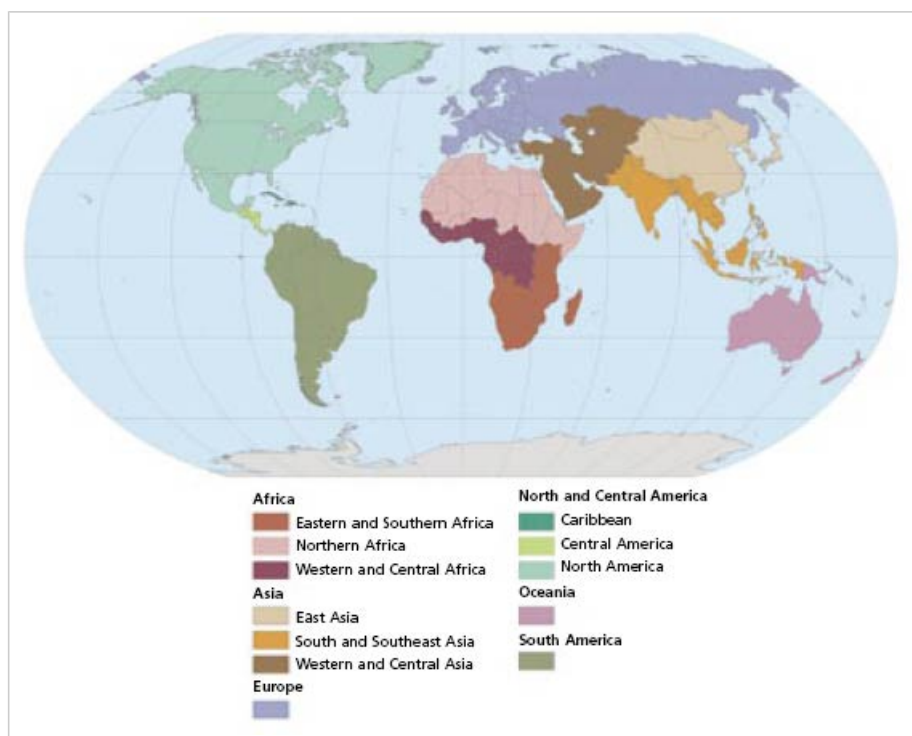 Africa
Eastern and Southern Africa
Northern Africa
Western and Central Africa
Asia
East Asia
South and Southeast Asia
Western and Central Asia
Europe
North and Central America
Caribbean
Central America
North America
Oceania
South America